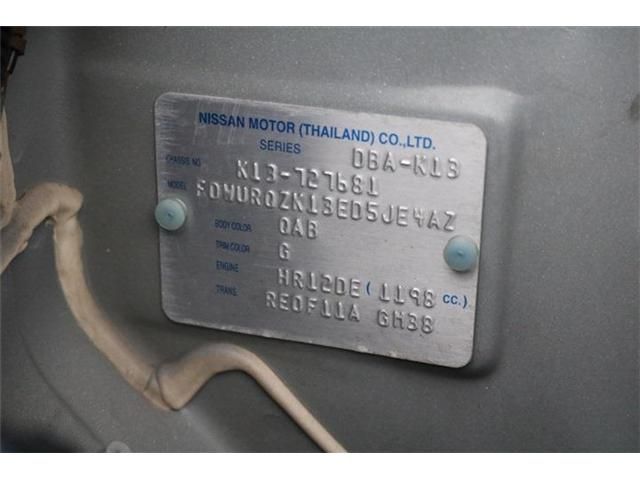 NISSAN MOTOR (THAILAND) CO.,LTD.
SERIES DBA-K13
CHASSIS NO K13-727681
MODEL FDWURQZK13ED5JE4AZ
BODY COLOR QAB
TRIM COLOR G
ENGINE HR12DE ( 1198 CC.)
TRANS. RE0F11A GH38